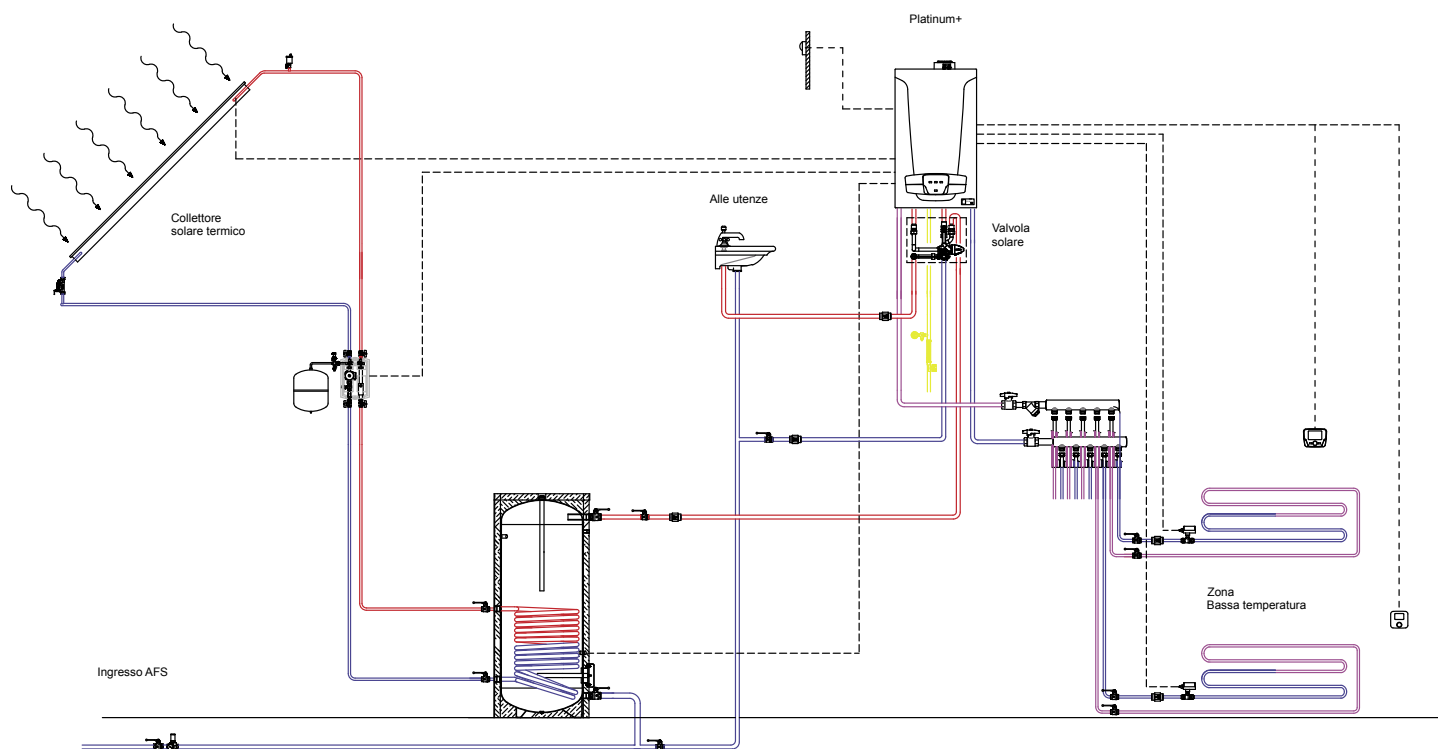 Platinum+
Alle utenze
Collettore
solare termico
Valvola
solare
Zona
Bassa temperatura
Ingresso AFS